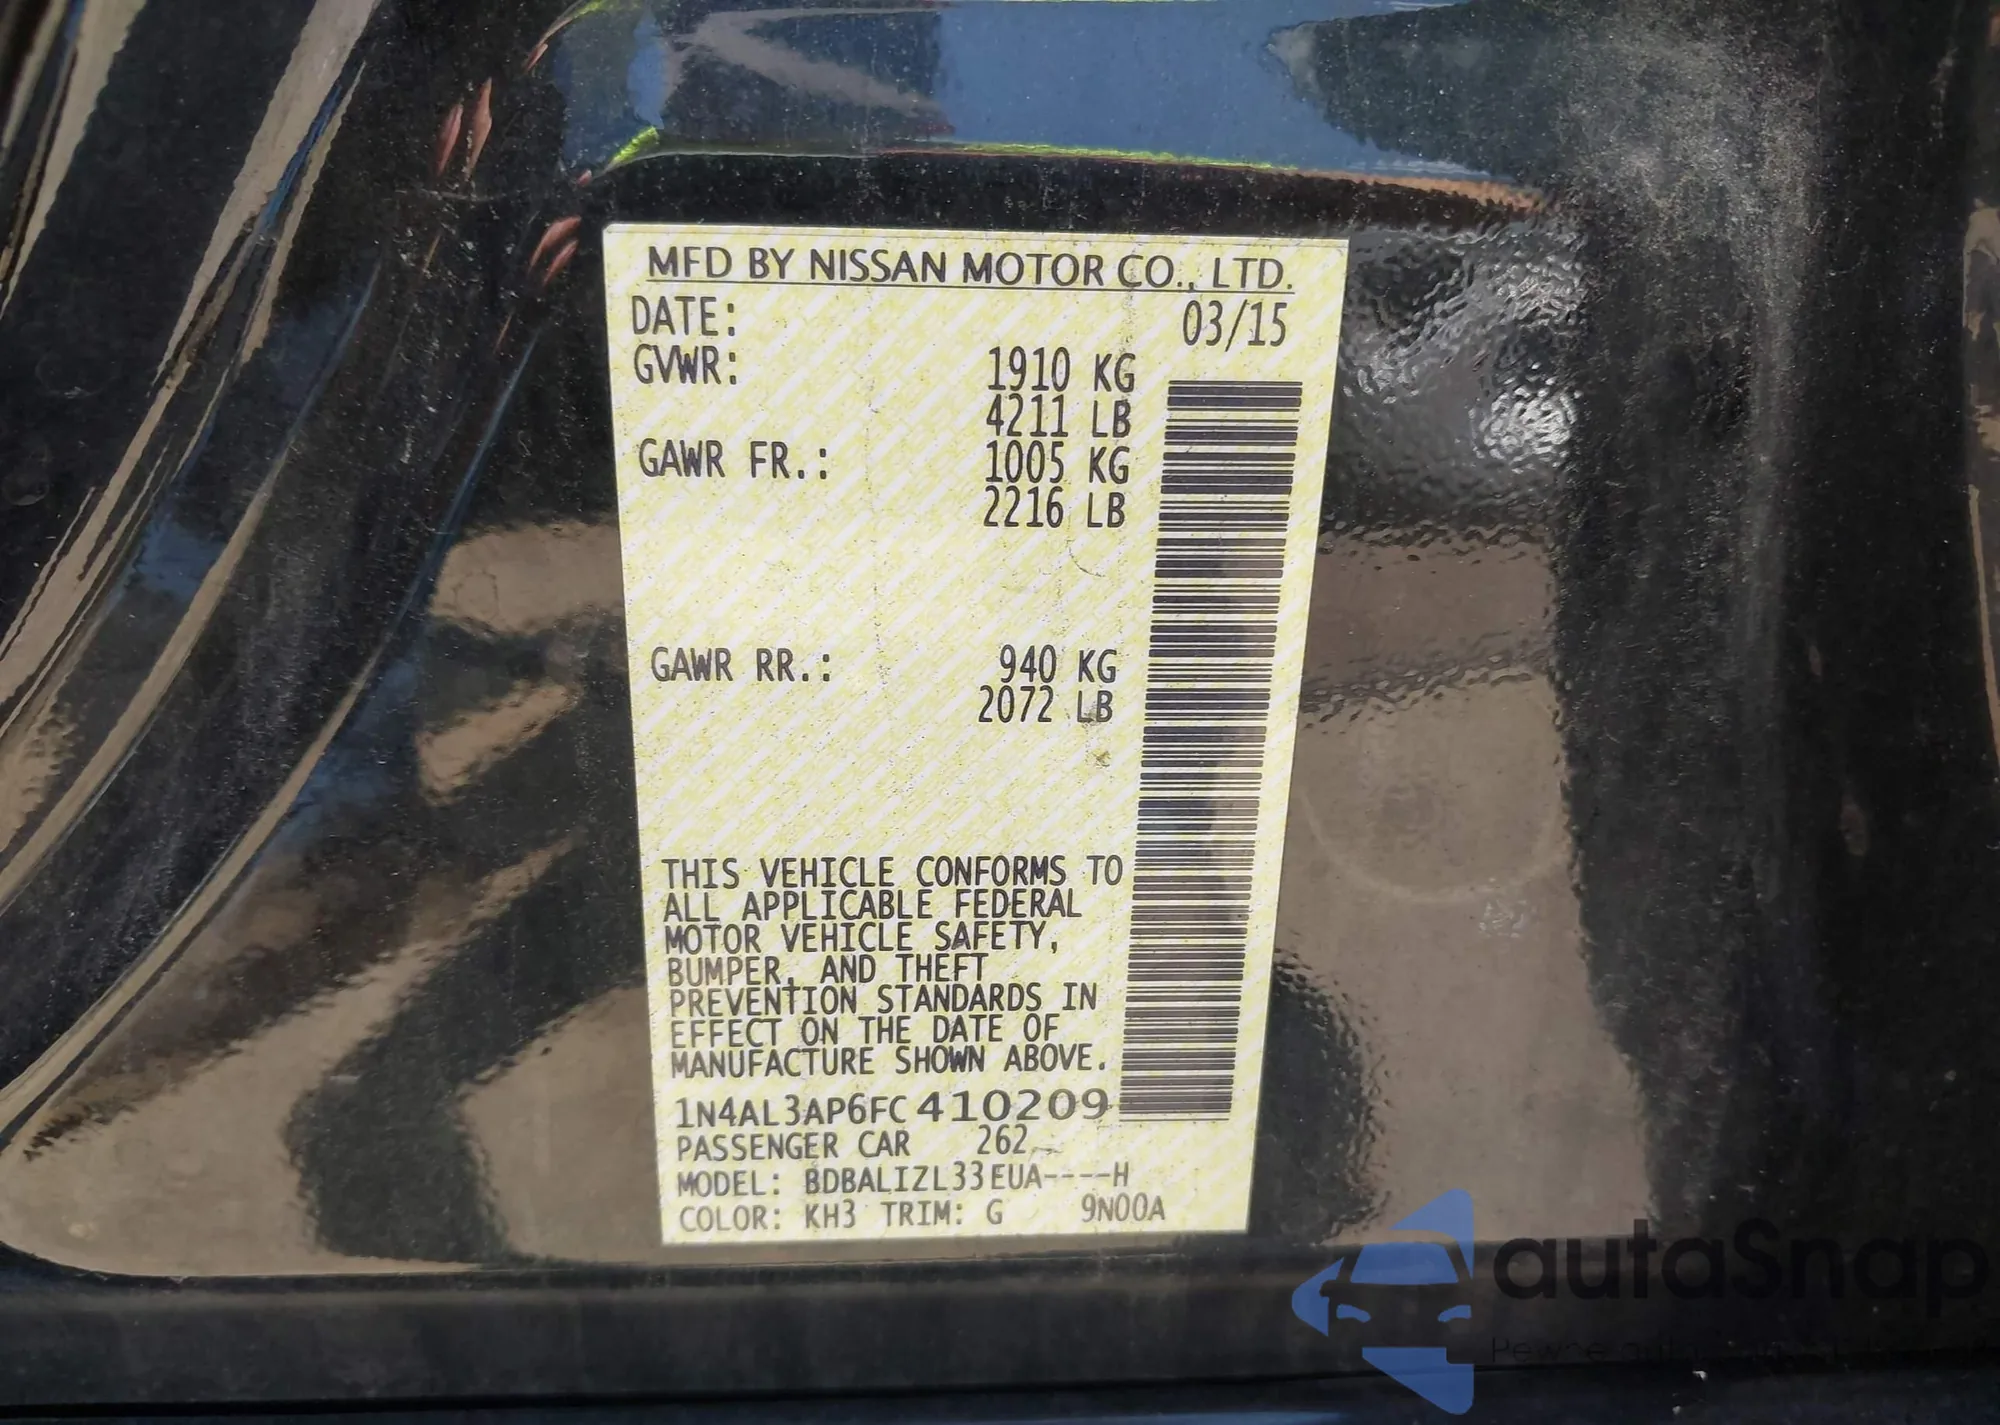 MFD BY NISSAN MOTOR CO., LTD.
DATE: 03/15
GVWR: 1910 KG
4211 LB
GAWR FR.: 1005 KG
2216 LB
GAWR RR.: 940 KG
2072 LB
THIS VEHICLE CONFORMS TO
ALL APPLICABLE FEDERAL
MOTOR VEHICLE SAFETY,
BUMPER, AND THEFT
PREVENTION STANDARDS IN
EFFECT ON THE DATE OF
MANUFACTURE SHOWN ABOVE.
1N4AL3AP6FC410209
PASSENGER CAR 262
MODEL: BDBALIZL33EUA----H
COLOR: KH3 TRIM: G 9N00A
autaSnap